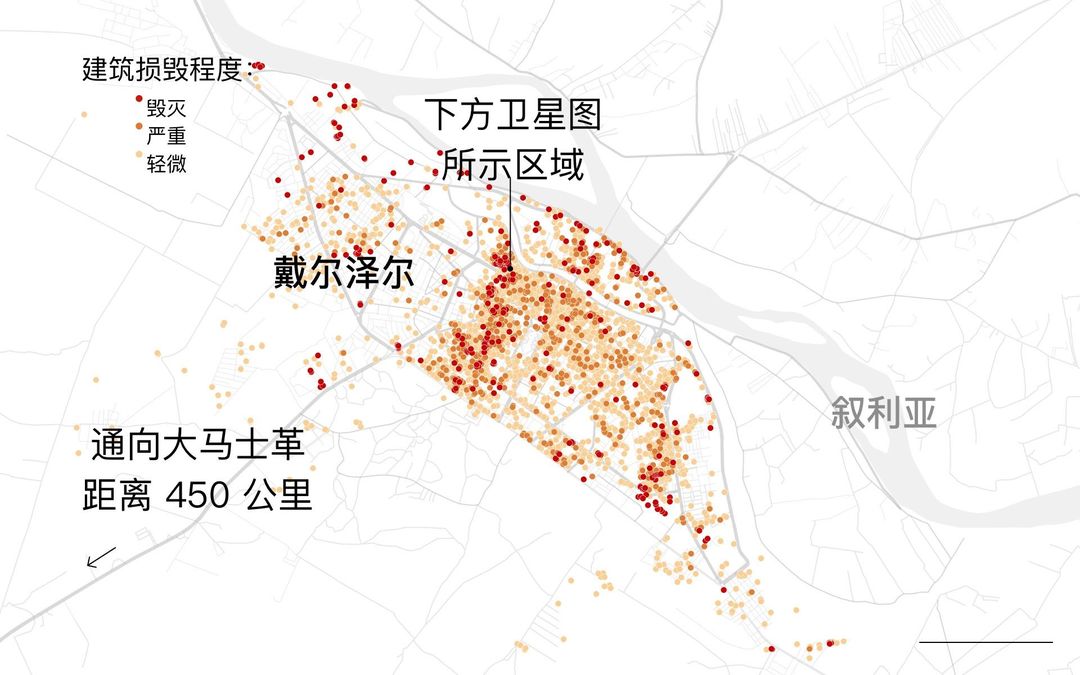 建筑损毁程度：
毁灭
严重
轻微
下方卫星图
所示区域
戴尔泽尔
叙利亚
通向大马士革
距离 450 公里